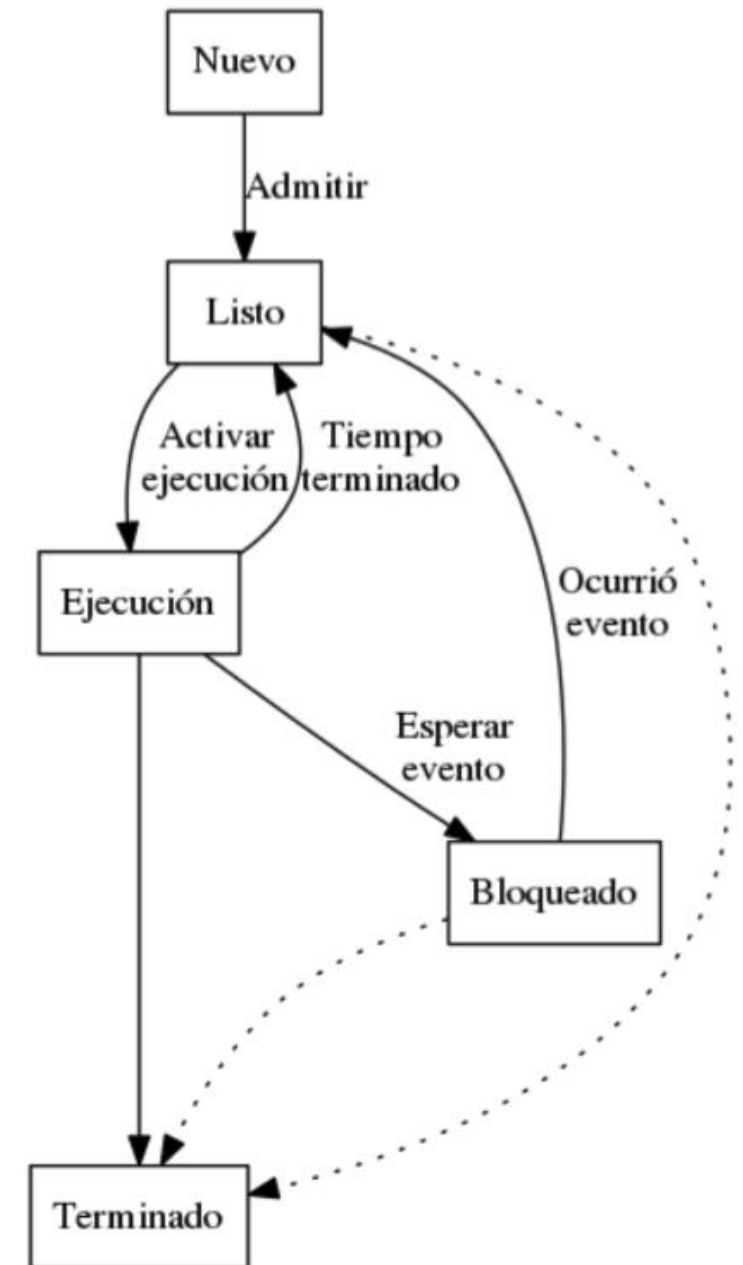 Nuevo
Admitir
Listo
Activar
ejecución
Tiempo
terminado
Ejecución
Ocurrió
evento
Esperar
evento
Bloqueado
Terminado